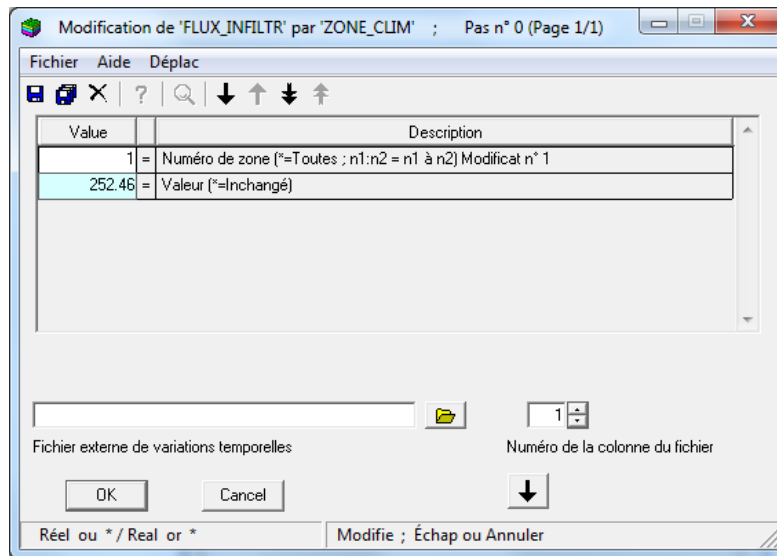 Modification de 'FLUX_INFILTR' par 'ZONE_CLIM' ; Pas n° 0 (Page 1/1)
Fichier Aide Déplac
?
Value Description
1 = Numéro de zone (*=Toutes ; n1:n2 = n1 à n2) Modificat n° 1
252.46 = Valeur (*=Inchangé)
1
Fichier externe de variations temporelles Numéro de la colonne du fichier
OK Cancel
Réel ou * / Real or * Modifie ; Échap ou Annuler